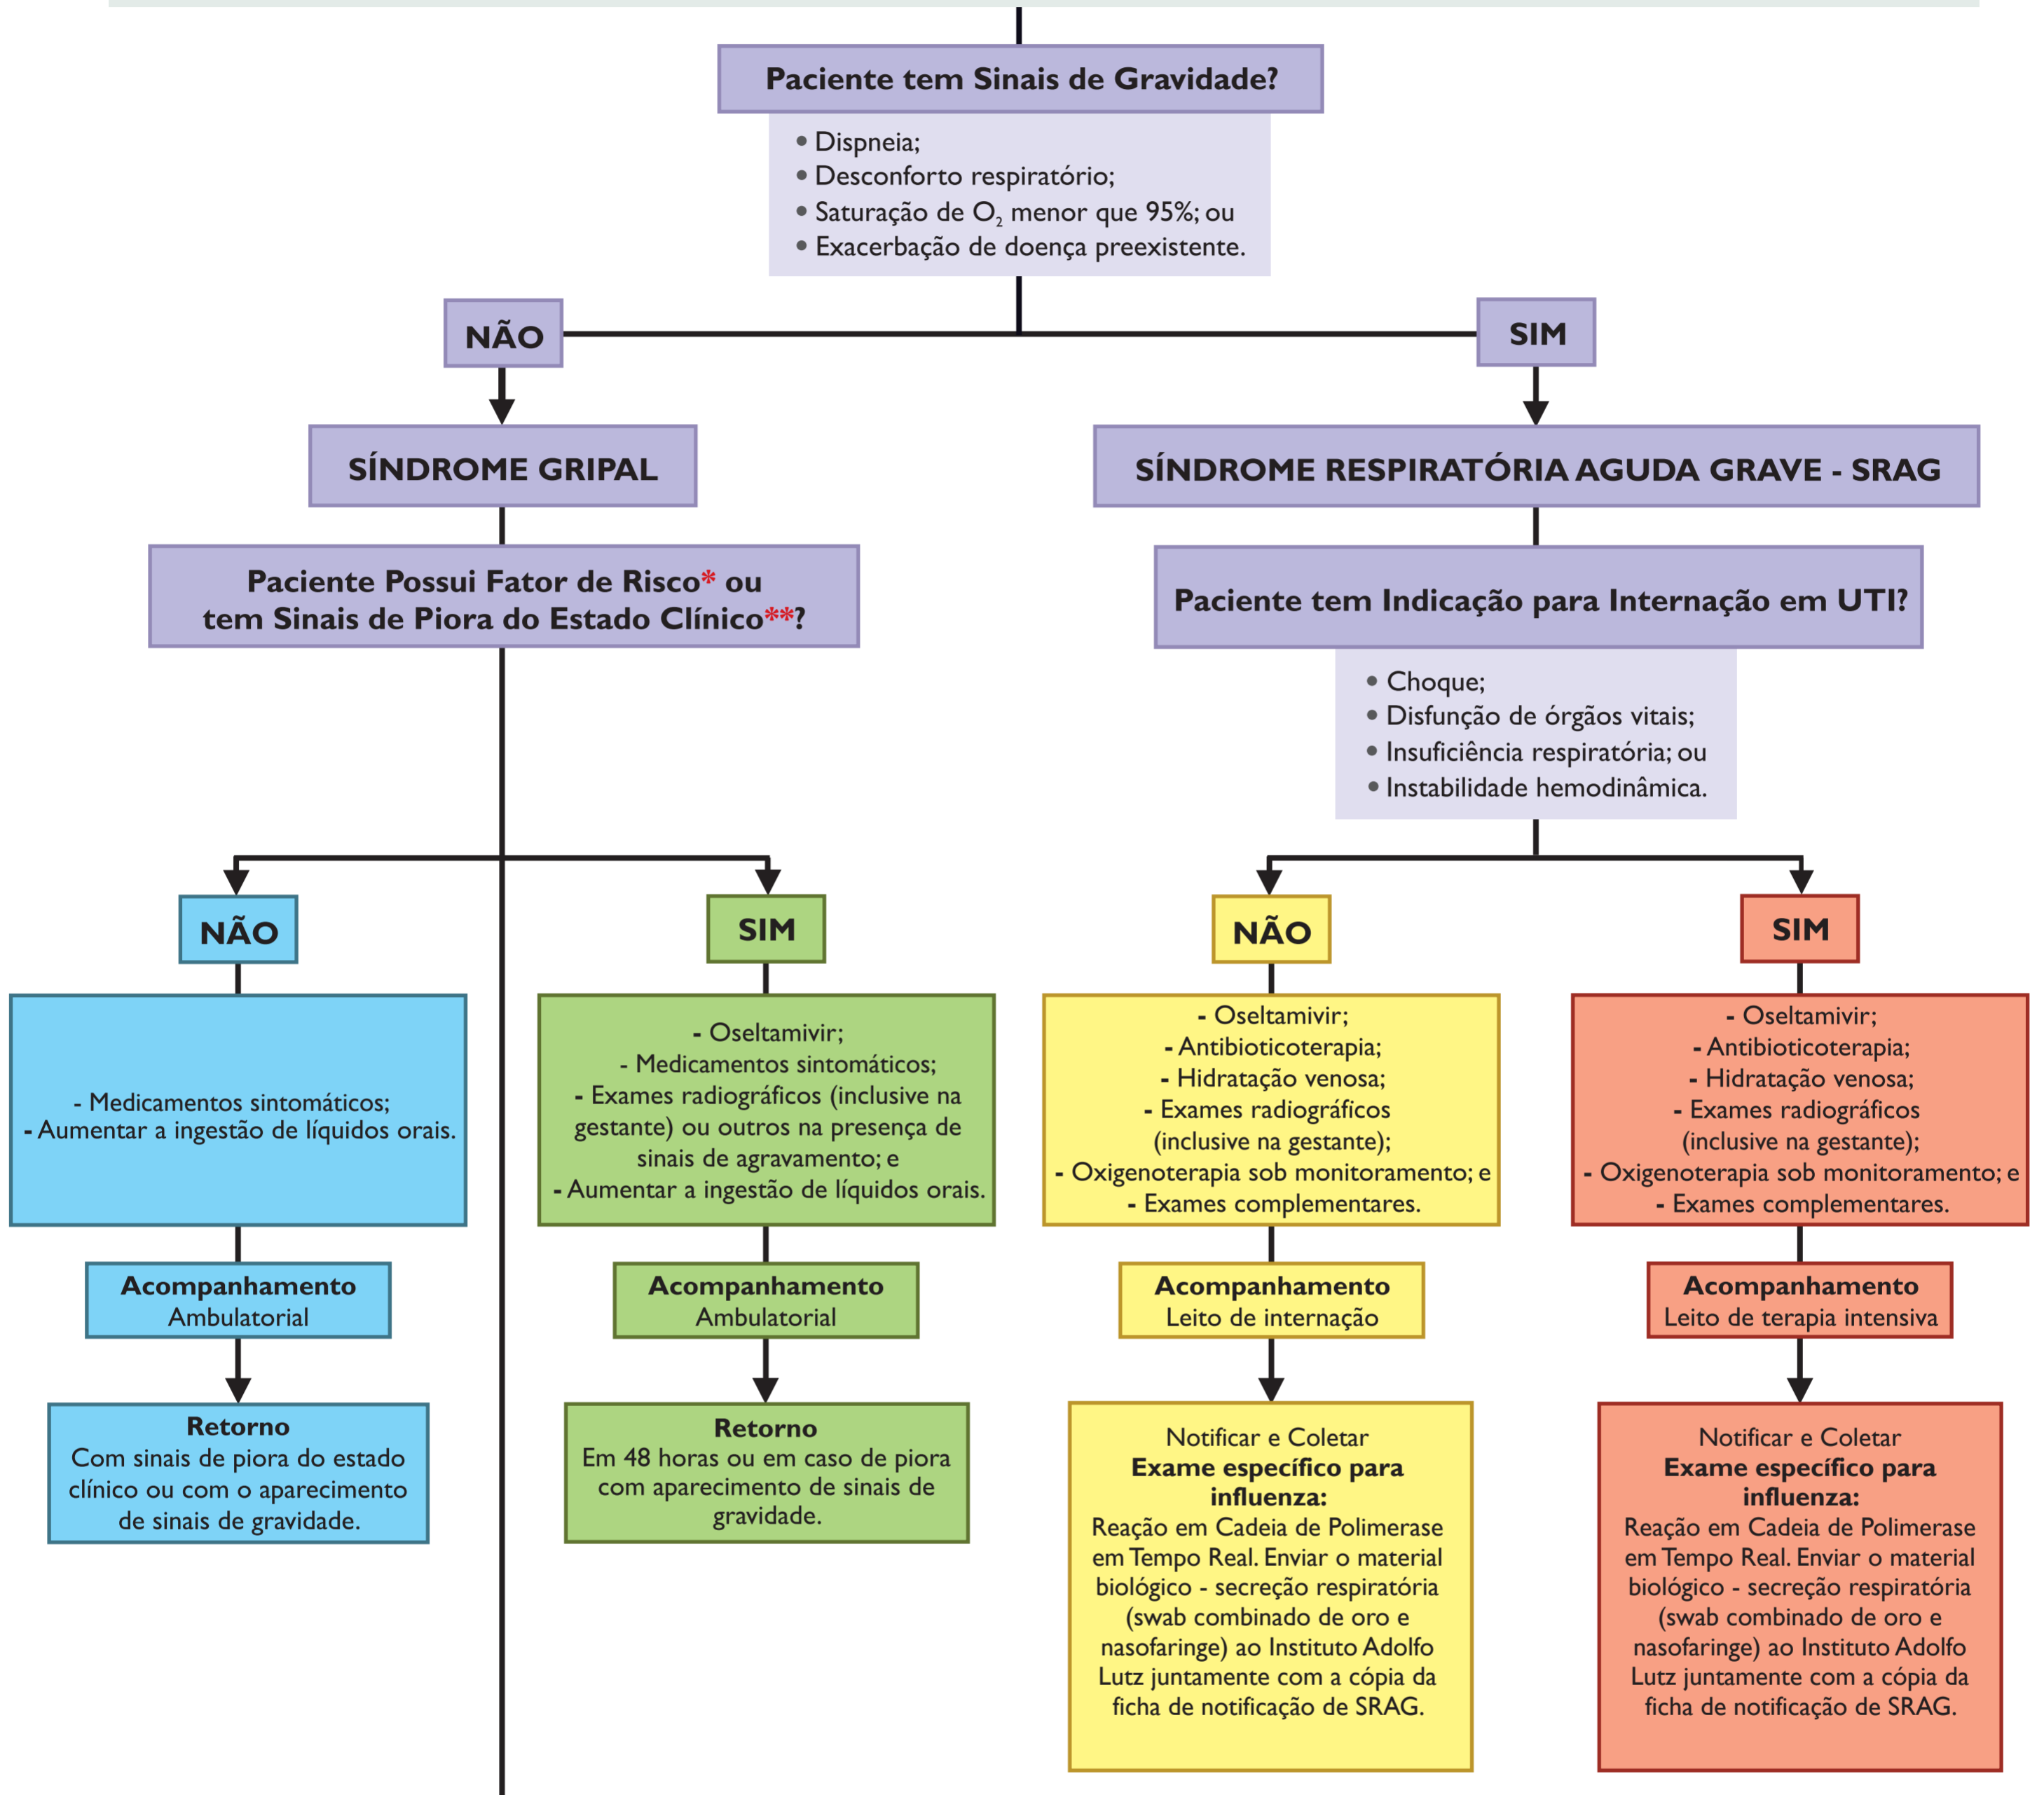 Paciente tem Sinais de Gravidade?
• Dispneia;
• Desconforto respiratório;
• Saturação de O₂ menor que 95%; ou
• Exacerbação de doença preexistente.
NÃO
SIM
SÍNDROME GRIPAL
SÍNDROME RESPIRATÓRIA AGUDA GRAVE - SRAG
Paciente Possui Fator de Risco* ou
tem Sinais de Piora do Estado Clínico**?
Paciente tem Indicação para Internação em UTI?
• Choque;
• Disfunção de órgãos vitais;
• Insuficiência respiratória; ou
• Instabilidade hemodinâmica.
NÃO
- Medicamentos sintomáticos;
- Aumentar a ingestão de líquidos orais.
Acompanhamento
Ambulatorial
Retorno
Com sinais de piora do estado
clínico ou com o aparecimento
de sinais de gravidade.
SIM
- Oseltamivir;
- Medicamentos sintomáticos;
- Exames radiográficos (inclusive na
gestante) ou outros na presença de
sinais de agravamento; e
- Aumentar a ingestão de líquidos orais.
Acompanhamento
Ambulatorial
Retorno
Em 48 horas ou em caso de piora
com aparecimento de sinais de
gravidade.
NÃO
- Oseltamivir;
- Antibioticoterapia;
- Hidratação venosa;
- Exames radiográficos
(inclusive na gestante);
- Oxigenoterapia sob monitoramento; e
- Exames complementares.
Acompanhamento
Leito de internação
Notificar e Coletar
Exame específico para
influenza:
Reação em Cadeia de Polimerase
em Tempo Real. Enviar o material
biológico - secreção respiratória
(swab combinado de oro e
nasofaringe) ao Instituto Adolfo
Lutz juntamente com a cópia da
ficha de notificação de SRAG.
SIM
- Oseltamivir;
- Antibioticoterapia;
- Hidratação venosa;
- Exames radiográficos
(inclusive na gestante);
- Oxigenoterapia sob monitoramento; e
- Exames complementares.
Acompanhamento
Leito de terapia intensiva
Notificar e Coletar
Exame específico para
influenza:
Reação em Cadeia de Polimerase
em Tempo Real. Enviar o material
biológico - secreção respiratória
(swab combinado de oro e
nasofaringe) ao Instituto Adolfo
Lutz juntamente com a cópia da
ficha de notificação de SRAG.